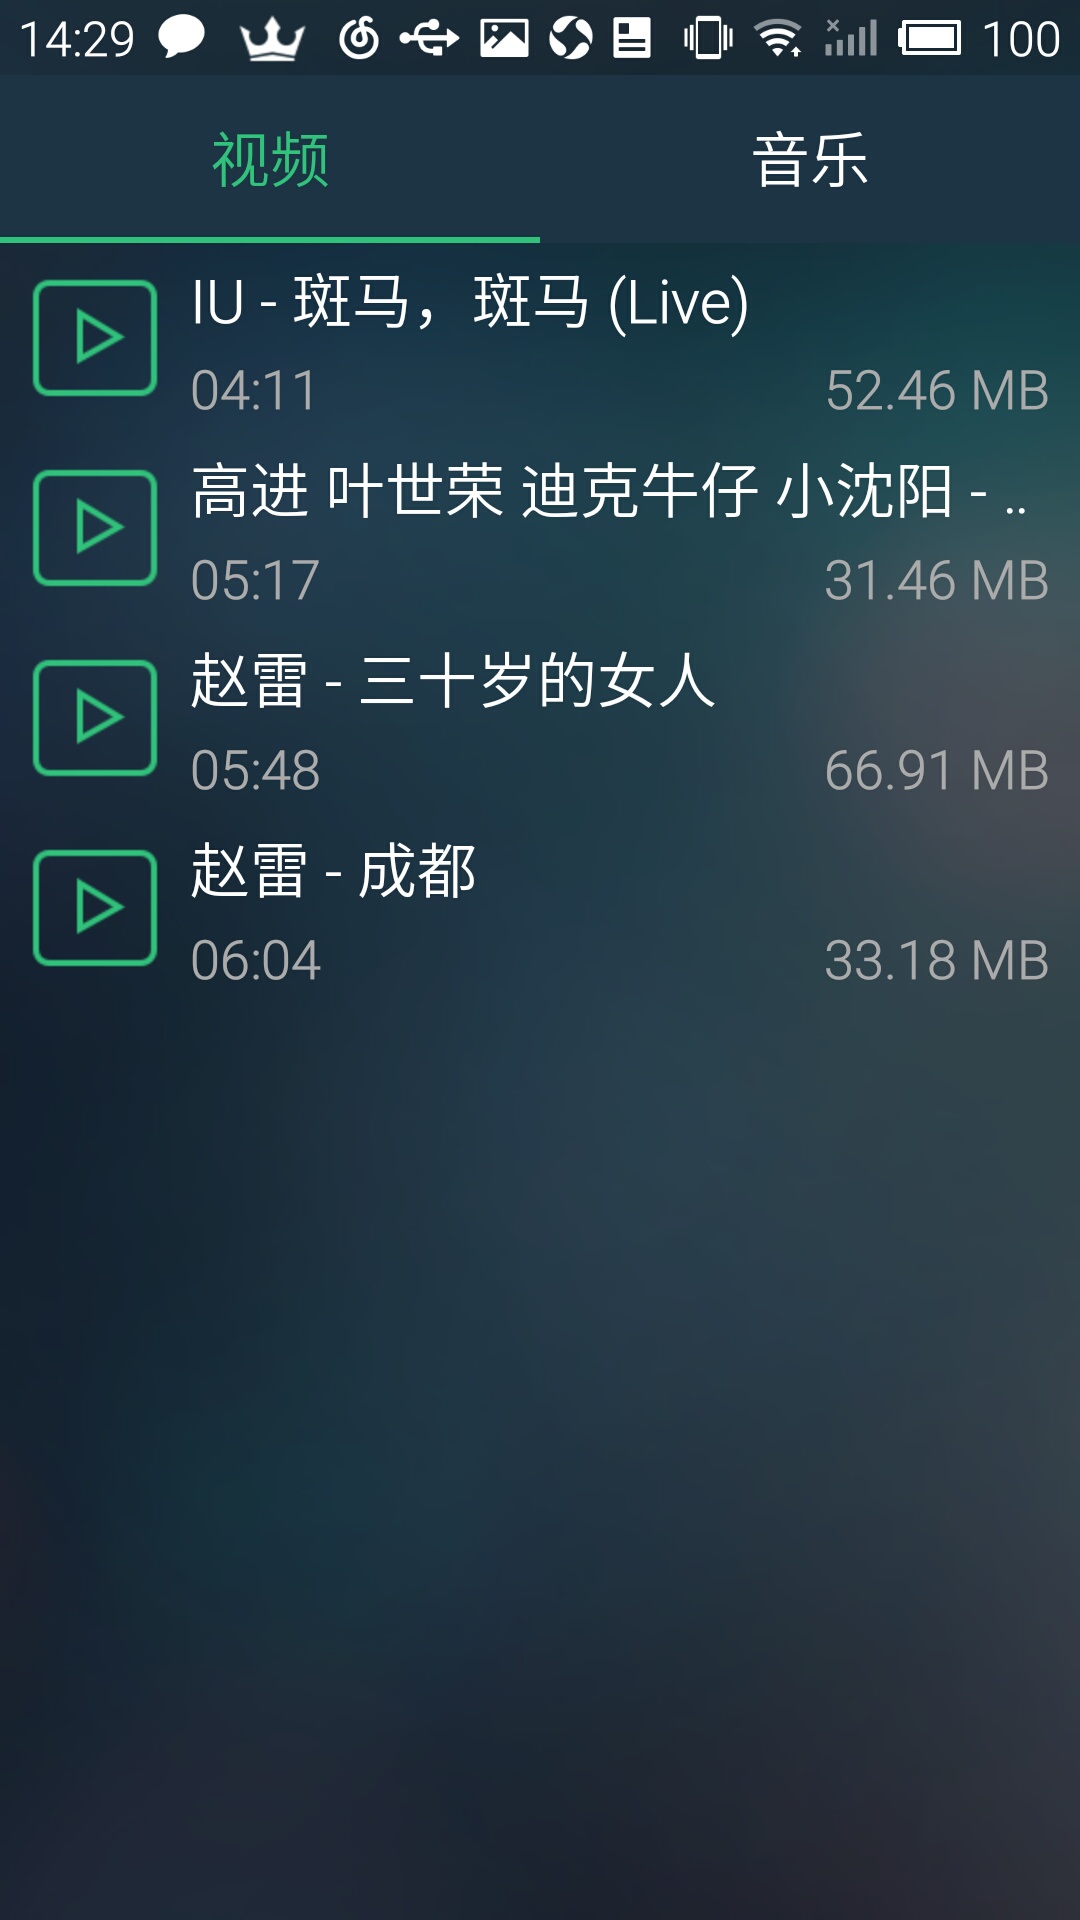 14:29 100
视频 音乐
IU - 斑马，斑马 (Live)
04:11 52.46 MB
高进 叶世荣 迪克牛仔 小沈阳 - ..
05:17 31.46 MB
赵雷 - 三十岁的女人
05:48 66.91 MB
赵雷 - 成都
06:04 33.18 MB